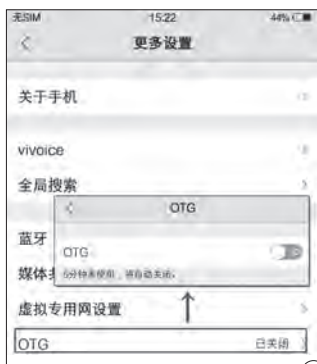 无SIM 15:22 44%
更多设置
关于手机
vivoice
全局搜索
OTG
蓝牙
OTG
媒体
5分钟未使用，将自动关闭。
虚拟专用网设置
OTG 已关闭